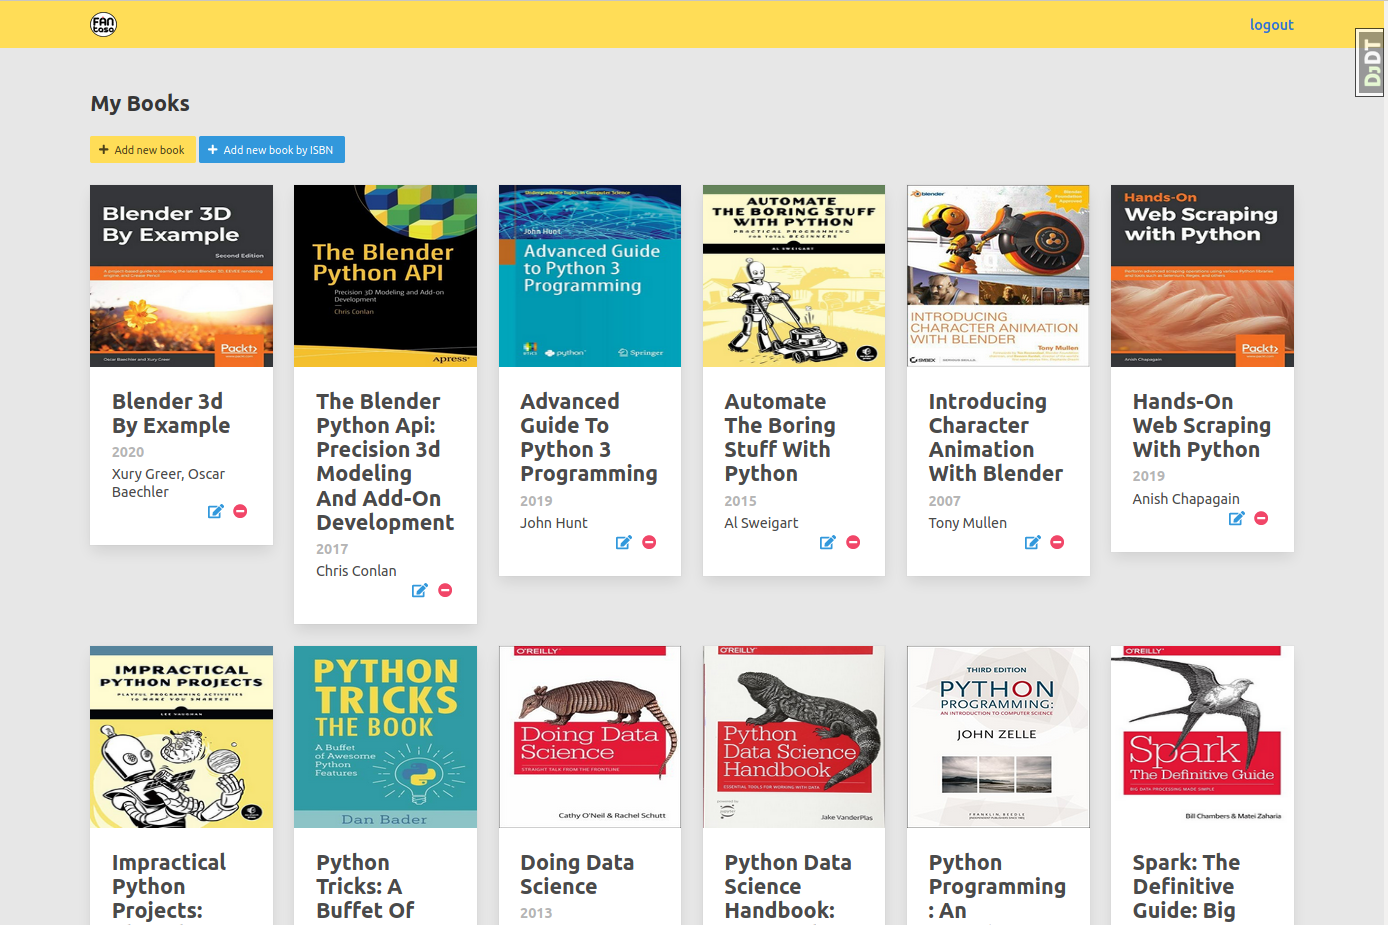 FAN
tasa
logout
DJDT
My Books
Add new book
Add new book by ISBN
Blender 3D
By Example
Second Edition
Oscar Baechler and Xury Greer
Packt>
Blender 3d
By Example
2020
Xury Greer, Oscar
Baechler
The Blender
Python API
Precision 3D Modeling and Add-on
Development
Chris Conlan
Apress
The Blender
Python Api:
Precision 3d
Modeling
And Add-On
Development
2017
Chris Conlan
Undergraduate Topics in Computer Science
John Hunt
Advanced Guide
to Python 3
Programming
python
Springer
Advanced
Guide To
Python 3
Programming
2019
John Hunt
AUTOMATE
THE BORING STUFF
WITH PYTHON
PRACTICAL PROGRAMMING
FOR TOTAL BEGINNERS
AL SWEIGART
Automate
The Boring
Stuff With
Python
2015
Al Sweigart
blender
INTRODUCING
CHARACTER ANIMATION
WITH BLENDER
Tony Mullen
SYBEX
SERIOUS SKILLS.
Introducing
Character
Animation
With Blender
2007
Tony Mullen
Hands-On
Web Scraping
with Python
Anish Chapagain
Packt>
Hands-On
Web Scraping
With Python
2019
Anish Chapagain
IMPRACTICAL
PYTHON PROJECTS
PLAYFUL PROGRAMMING ACTIVITIES
TO MAKE YOU SMARTER
LEE VAUGHAN
Impractical
Python
Projects:
PYTHON
TRICKS
THE BOOK
A Buffet
of Awesome
Python
Features
Dan Bader
Python
Tricks: A
Buffet Of
O'REILLY
Doing Data
Science
STRAIGHT TALK FROM THE FRONTLINE
Cathy O'Neil & Rachel Schutt
Doing Data
Science
2013
O'REILLY
Python
Data Science
Handbook
ESSENTIAL TOOLS FOR WORKING WITH DATA
Jake VanderPlas
Python Data
Science
Handbook:
THIRD EDITION
PYTHON
PROGRAMMING:
AN INTRODUCTION TO COMPUTER SCIENCE
JOHN ZELLE
Python
Programming
: An
O'REILLY
Spark
The Definitive Guide
BIG DATA PROCESSING MADE SIMPLE
Bill Chambers & Matei Zaharia
Spark: The
Definitive
Guide: Big